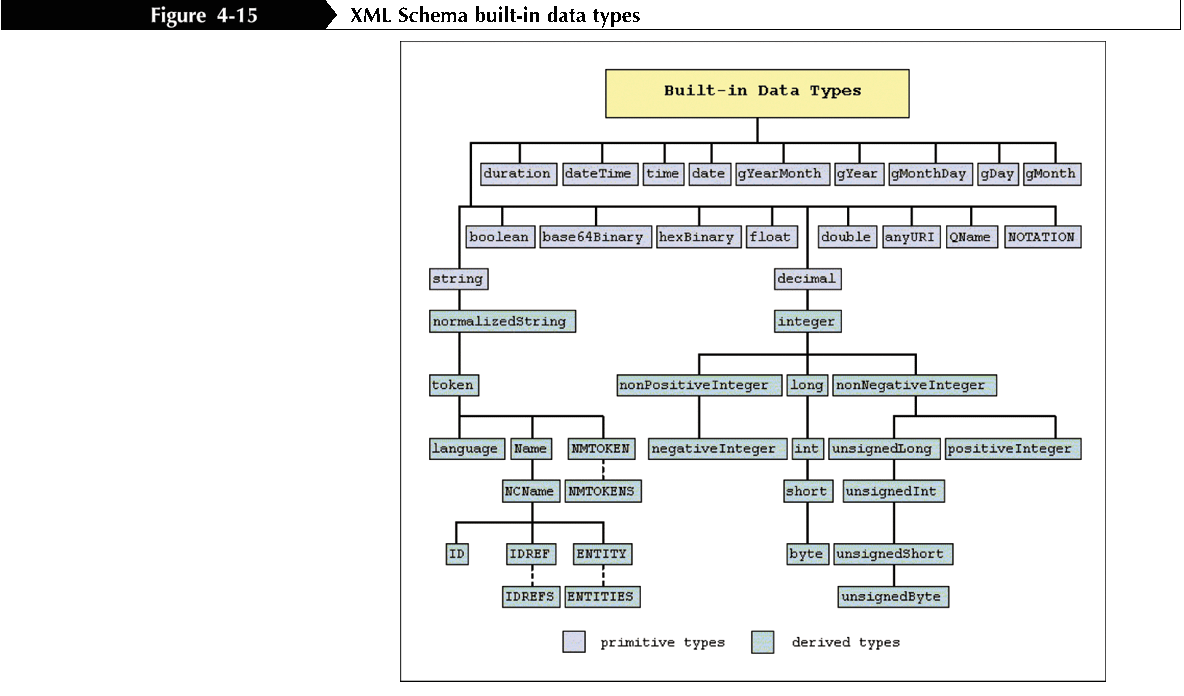 Figure 4-15 XML Schema built-in data types
Built-in Data Types
duration dateTime time date gYearMonth gYear gMonthDay gDay gMonth
boolean base64Binary hexBinary float double anyURI QName NOTATION
string decimal
normalizedString integer
token nonPositiveInteger long nonNegativeInteger
language Name NMTOKEN negativeInteger int unsignedLong positiveInteger
NCName NMTOKENS short unsignedInt
ID IDREF ENTITY byte unsignedShort
IDREFS ENTITIES unsignedByte
primitive types derived types